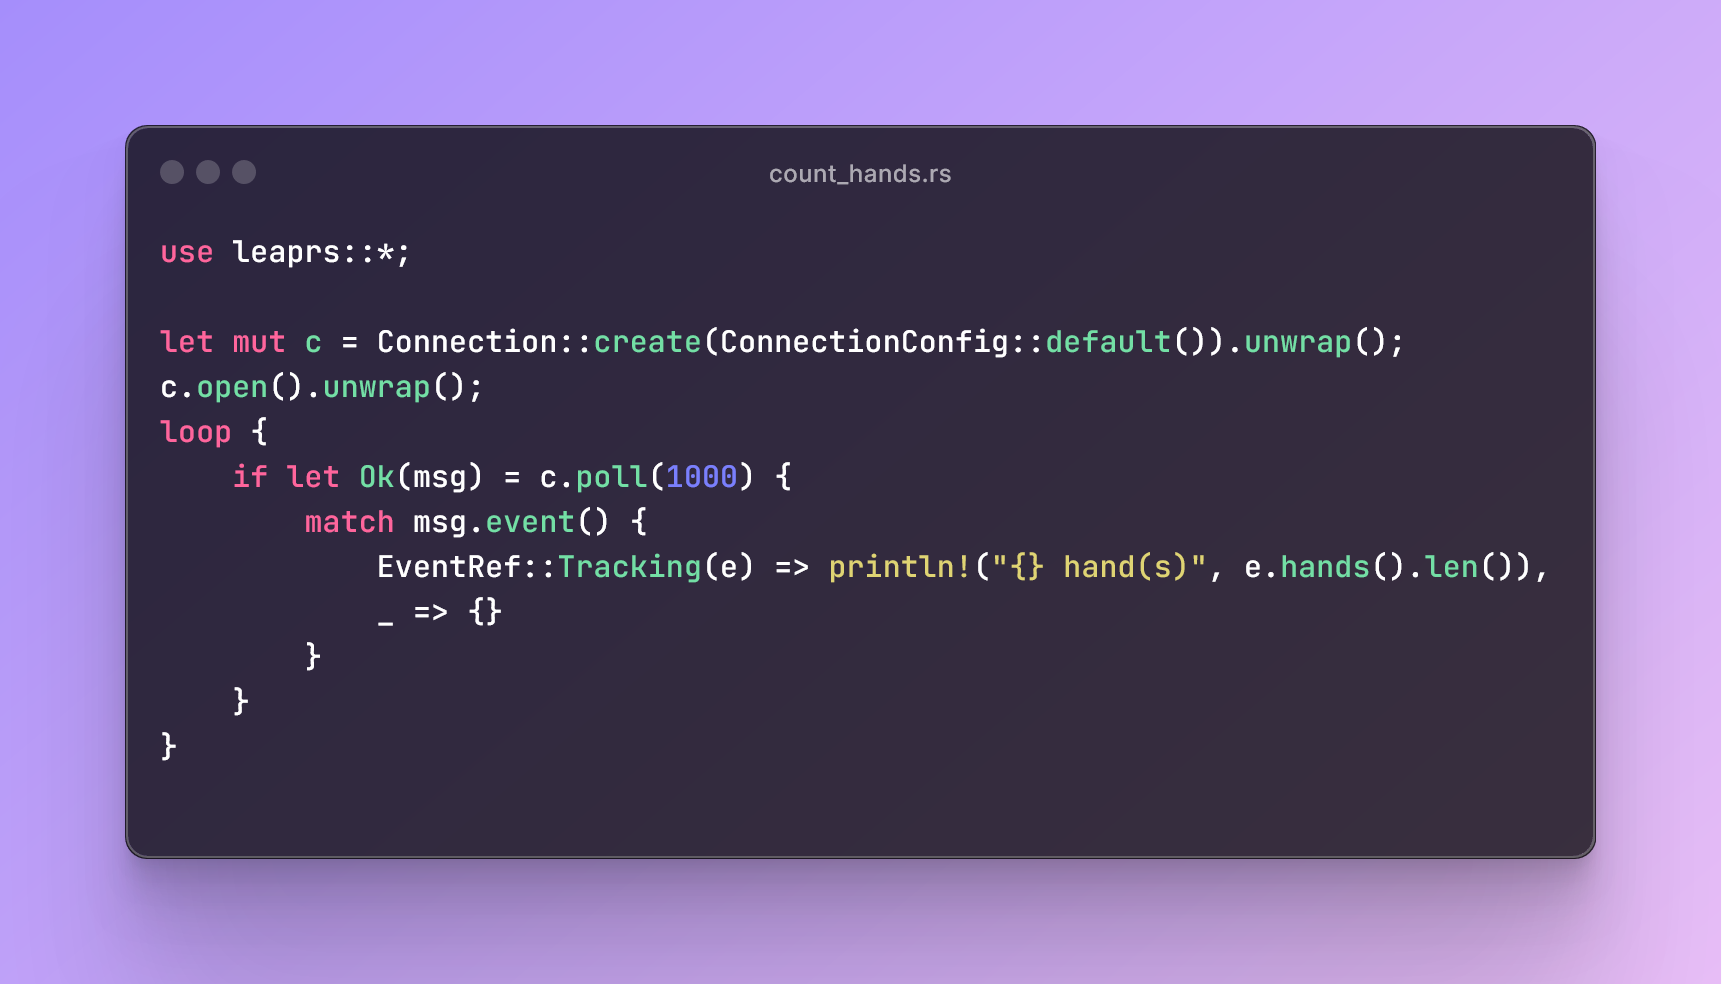 count_hands.rs
use leaprs::*;
let mut c = Connection::create(ConnectionConfig::default()).unwrap();
c.open().unwrap();
loop {
    if let Ok(msg) = c.poll(1000) {
        match msg.event() {
            EventRef::Tracking(e) => println!("{} hand(s)", e.hands().len()),
            _ => {}
        }
    }
}